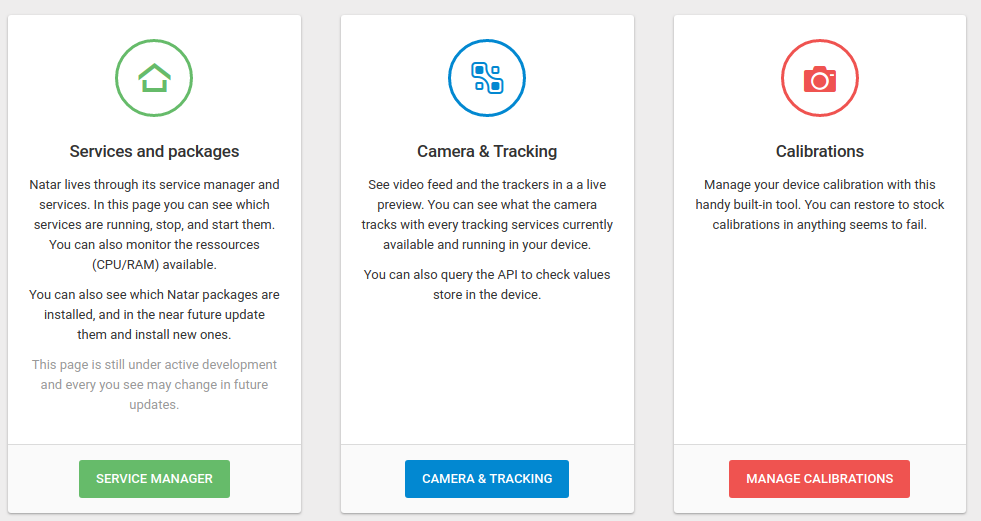 Services and packages
Natar lives through its service manager and
services. In this page you can see which
services are running, stop, and start them.
You can also monitor the ressources
(CPU/RAM) available.
You can also see which Natar packages are
installed, and in the near future update
them and install new ones.
This page is still under active development
and every you see may change in future
updates.
SERVICE MANAGER
Camera & Tracking
See video feed and the trackers in a a live
preview. You can see what the camera
tracks with every tracking services currently
available and running in your device.
You can also query the API to check values
store in the device.
CAMERA & TRACKING
Calibrations
Manage your device calibration with this
handy built-in tool. You can restore to stock
calibrations in anything seems to fail.
MANAGE CALIBRATIONS